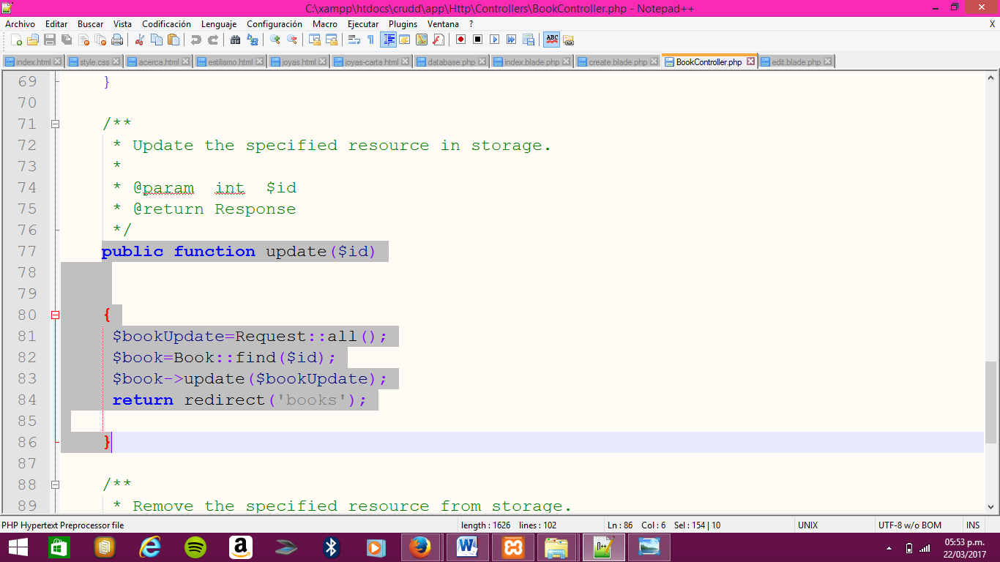 C:\xampp\htdocs\crudd\app\Http\Controllers\BookController.php - Notepad++
Archivo Editar Buscar Vista Codificación Lenguaje Configuración Macro Ejecutar Plugins Ventana ? X
index.html style.css acerca.html estilismo.html joyas.html joyas-carta.html database.php index.blade.php create.blade.php BookController.php edit.blade.php
69 }
70
71 /**
72 * Update the specified resource in storage.
73 *
74 * @param int $id
75 * @return Response
76 */
77 public function update($id)
78
79
80 {
81 $bookUpdate=Request::all();
82 $book=Book::find($id);
83 $book->update($bookUpdate);
84 return redirect('books');
85
86 }
87
88 /**
89 * Remove the specified resource from storage.
PHP Hypertext Preprocessor file length : 1626 lines : 102 Ln : 86 Col : 6 Sel : 154 | 10 UNIX UTF-8 w/o BOM INS
05:53 p.m.
22/03/2017